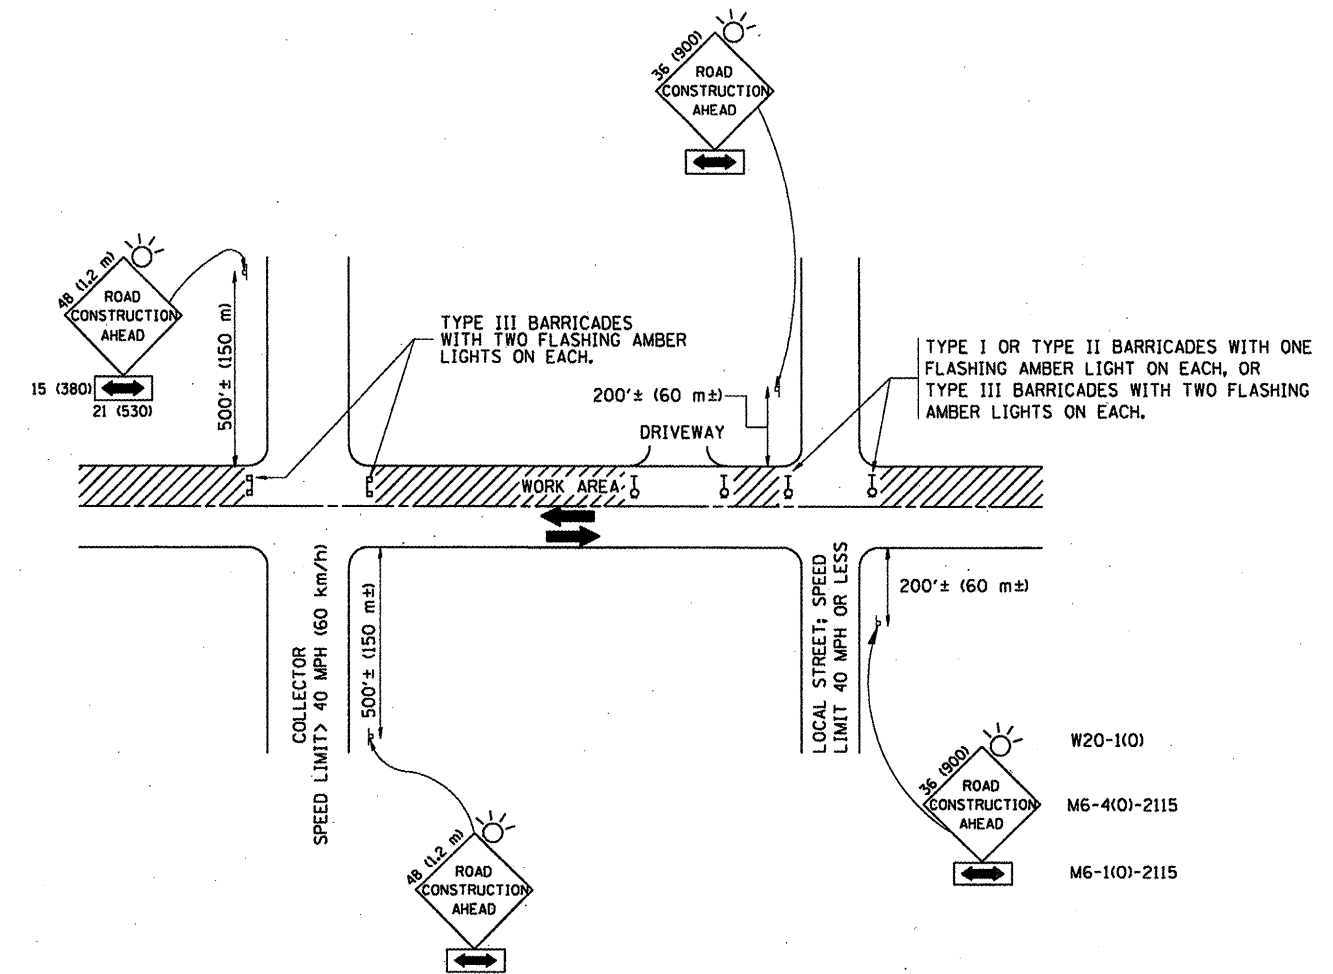 36 (900)
ROAD
CONSTRUCTION
AHEAD
48 (1.2 m)
ROAD
CONSTRUCTION
AHEAD
15 (380)
21 (530)
500'± (150 m)
TYPE III BARRICADES
WITH TWO FLASHING AMBER
LIGHTS ON EACH.
200'± (60 m±)
DRIVEWAY
TYPE I OR TYPE II BARRICADES WITH ONE
FLASHING AMBER LIGHT ON EACH, OR
TYPE III BARRICADES WITH TWO FLASHING
AMBER LIGHTS ON EACH.
WORK AREA
COLLECTOR
SPEED LIMIT> 40 MPH (60 km/h)
500'± (150 m±)
LOCAL STREET; SPEED
LIMIT 40 MPH OR LESS
200'± (60 m±)
36 (900)
ROAD
CONSTRUCTION
AHEAD
W20-1(O)
M6-4(O)-2115
M6-1(O)-2115
48 (1.2 m)
ROAD
CONSTRUCTION
AHEAD